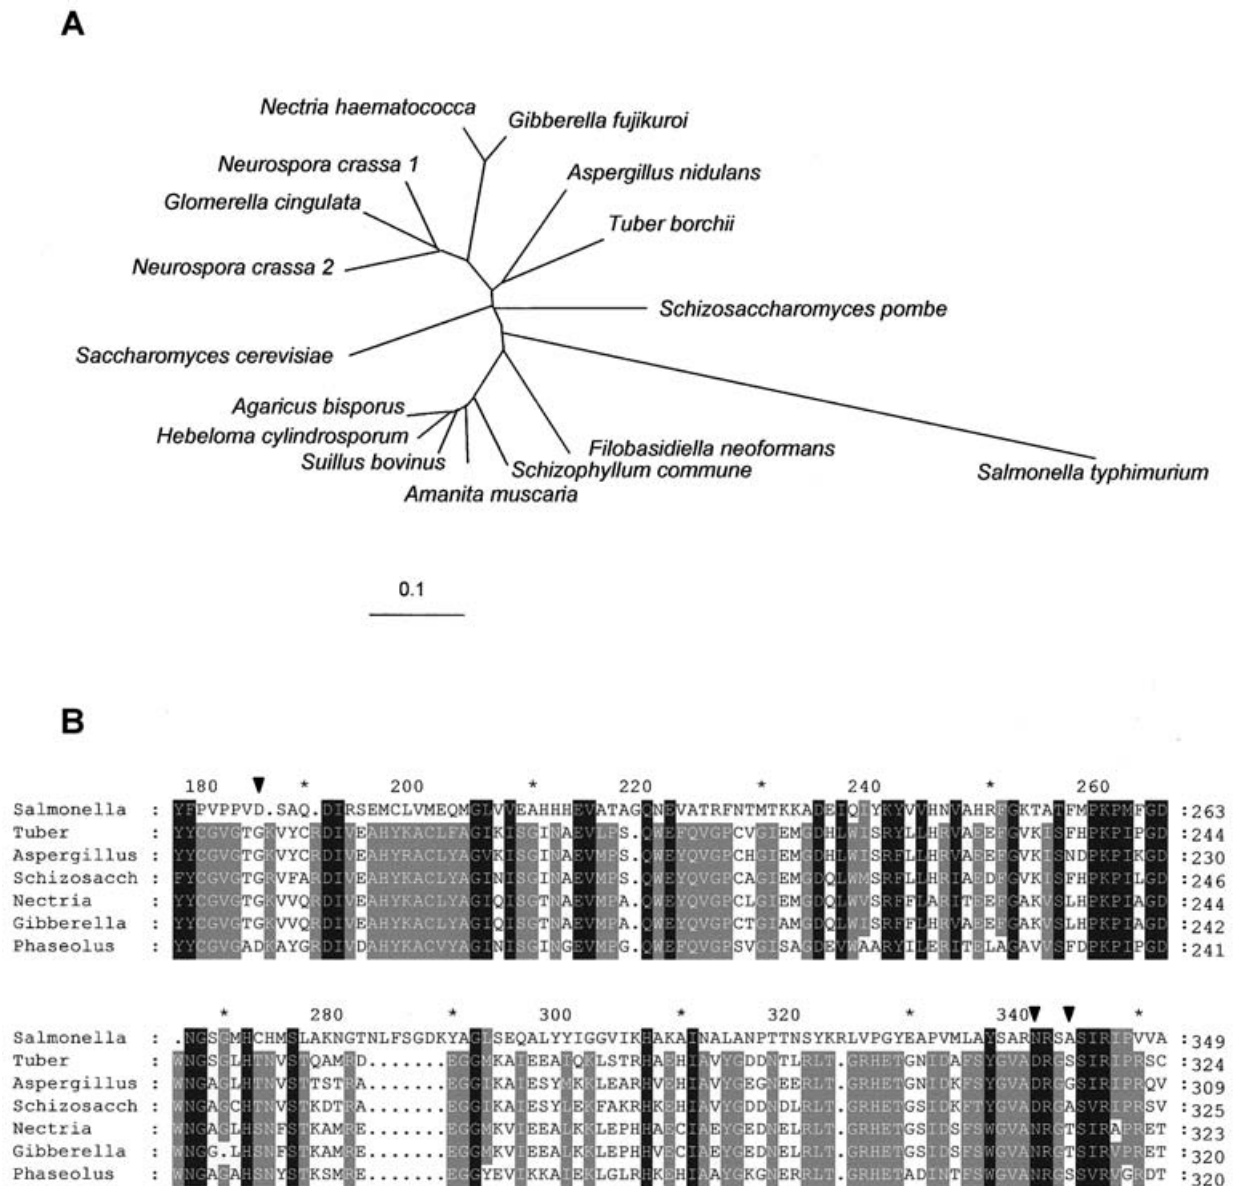 A
Nectria haematococca
Gibberella fujikuroi
Neurospora crassa 1
Aspergillus nidulans
Glomerella cingulata
Tuber borchii
Neurospora crassa 2
Schizosaccharomyces pombe
Saccharomyces cerevisiae
Agaricus bisporus
Hebeloma cylindrosporum
Filobasidiella neoformans
Suillus bovinus
Schizophyllum commune
Salmonella typhimurium
Amanita muscaria
0.1
B
180 * 200 * 220 * 240 * 260
Salmonella : YFPVPPVD.SAQ.DIRSEMCLVMEQMGLVVEAHHHEVATAGQNEVATRFNTMTKKADEIQIYKYVVHNVAHRFGKTATFMPKPMFGD :263
Tuber : YYCGVGTGKVYCRDIVEAHYKACLFAGIKISGINAEVLPS.QWEFQVGPCVGIEMGDHLWISRYLLHRVAEEFGVKISFHPKPIPGD :244
Aspergillus : YYCGVGTGKVYCRDIVEAHYRACLYAGVKISGINAEVMPS.QWEYQVGPCHGIEMGDHLWISRFLLHRVAEEFGVKISNDPKPIKGD :230
Schizosacch : FYCGVGTGRVFARDIVEAHYKACLYAGINISGINAEVMPS.QWEYQVGPCAGIEMGDQLWMSRFLLHRIAEDFGVKISFHPKPILGD :246
Nectria : YYCGVGTGKVVQRDIVEAHYKACLYAGIQISGTNAEVMPA.QWEYQVGPCLGIEMGDQLWVSRFFLARITEEFGAKVSLHPKPIAGD :244
Gibberella : YYCGVGTGKVVQRDIVEAHYKACLYAGIQISGTNAEVMPA.QWEFQVGPCTGIAMGDQLWISRFFLHRVAEEFGAKVSLHPKPIAGD :242
Phaseolus : YYCGVGADKAYGRDIVDAHYKACVYAGINISGINGEVMPG.QWEFQVGPSVGISAGDEVWAARYILERITELAGAVVSFDPKPIPGD :241
* 280 * 300 * 320 * 340 *
Salmonella : .NGSGMHCHMSLAKNGTNLFSGDKYAGLSEQALYYIGGVIKHAKAINALANPTTNSYKRLVPGYEAPVMLAYSARNRSASIRIPVVA :349
Tuber : WNGSGLHTNVSTQAMRD.......EGGMKAIEEAIQKLSTRHAEHIAVYGDDNTLRLT.GRHETGNIDAFSYGVADRGSSIRIPRSC :324
Aspergillus : WNGAGLHTNVSTTSTRA.......EGGIKAIESYMKKLEARHVEHIAVYGEGNEERLT.GRHETGNIDKFSYGVADRGGSIRIPRQV :309
Schizosacch : WNGAGCHTNVSTKDTRA.......EGGIKAIESYLEKFAKRHKEHIAVYGDDNDLRLT.GRHETGSIDKFTYGVADRGASVRIPRSV :325
Nectria : WNGAGLHSNFSTKAMRE.......EGGMKVIEEALKKLEPHHAECIAEYGEDNELRLT.GRHETGSIDSFSWGVANRGTSIRAPRET :323
Gibberella : WNGG.LHSNFSTKAMRE.......EGGMKVIEEALKKLEPHHVECIAEYGEDNELRLT.GRHETGSIDSFSWGVANRGTSIRVPRET :320
Phaseolus : WNGAGAHSNYSTKSMRE.......EGGYEVIKKAIEKLGLRHKEHIAAYGKGNERRLT.GRHETADINTFSWGVANRGSSVRVGRDT :320